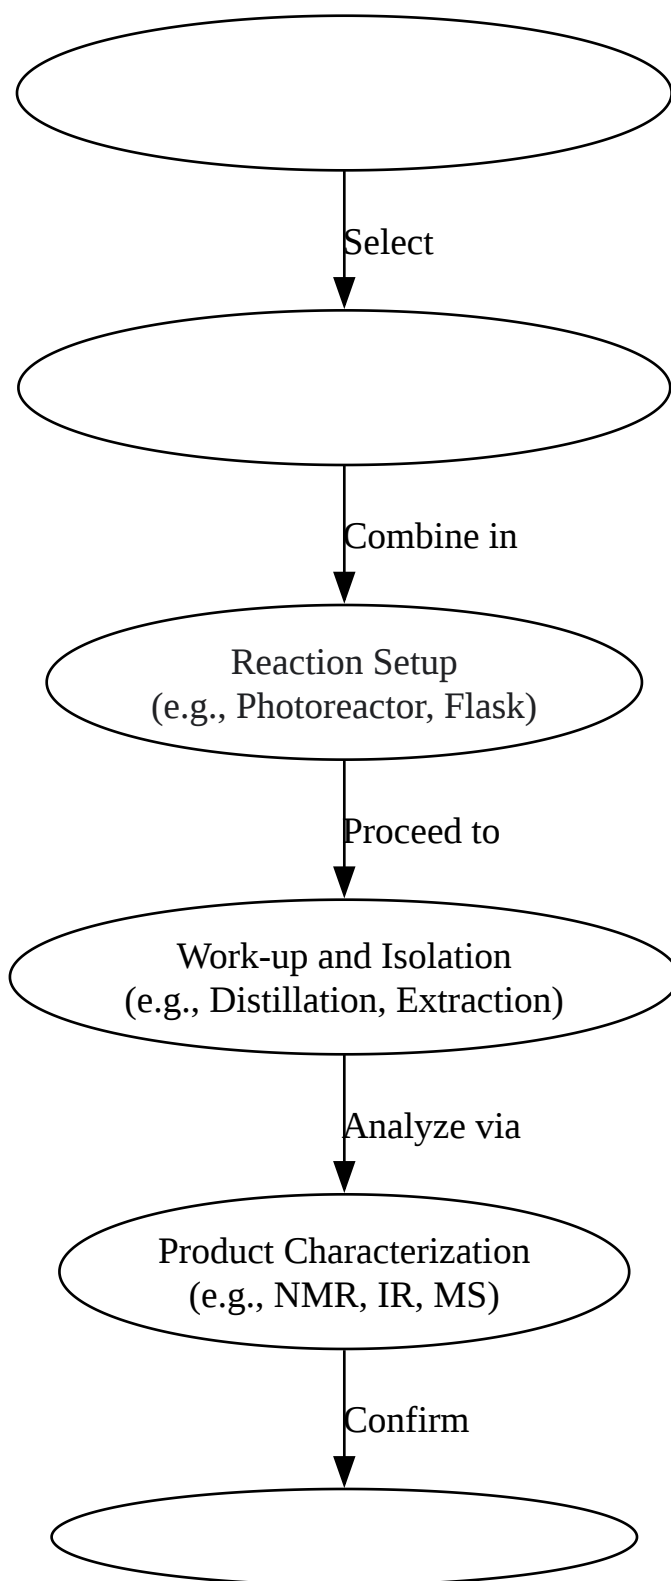 Select
Combine in
Reaction Setup
(e.g., Photoreactor, Flask)
Proceed to
Work-up and Isolation
(e.g., Distillation, Extraction)
Analyze via
Product Characterization
(e.g., NMR, IR, MS)
Confirm